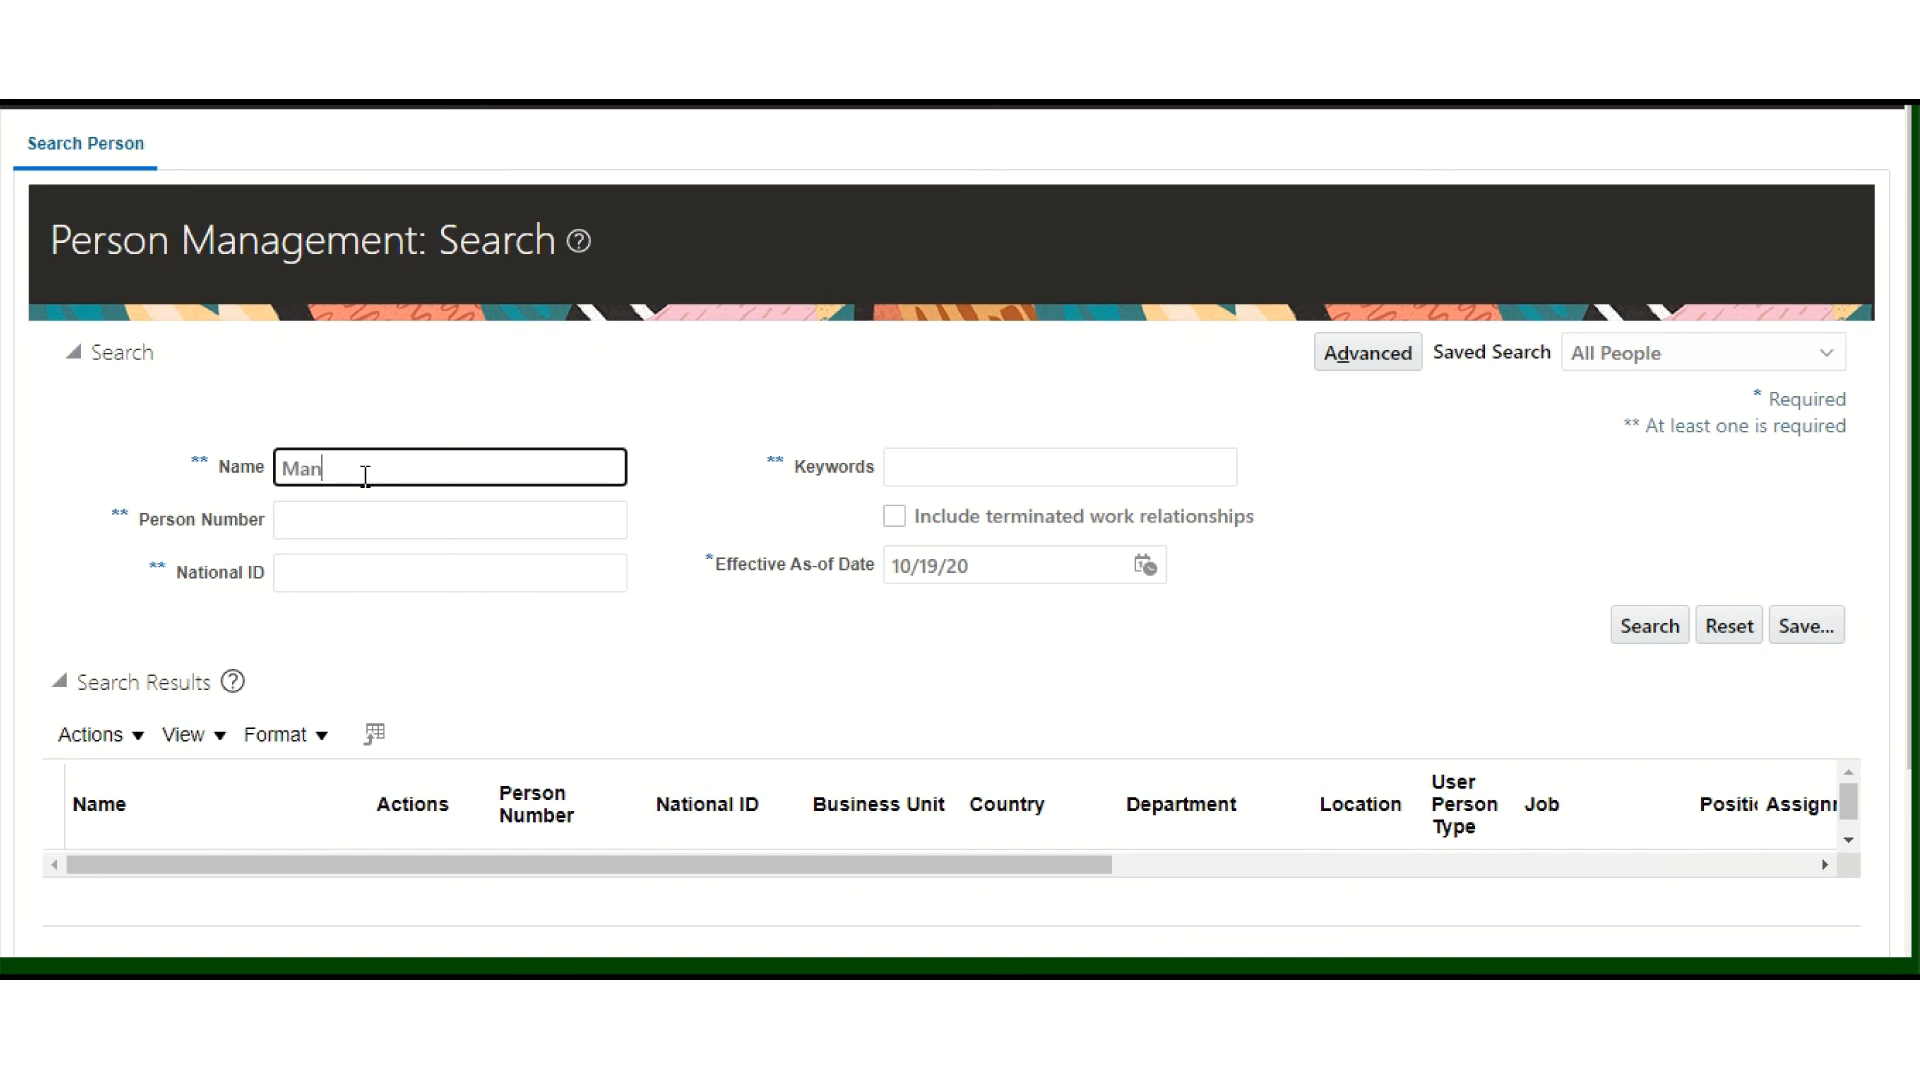 Search Person
Person Management: Search ?
Search
Advanced Saved Search All People
* Required
** At least one is required
** Name Man
** Keywords
** Person Number
Include terminated work relationships
** National ID
*Effective As-of Date 10/19/20
Search Reset Save...
Search Results ?
Actions View Format
Name Actions Person Number National ID Business Unit Country Department Location User Person Type Job